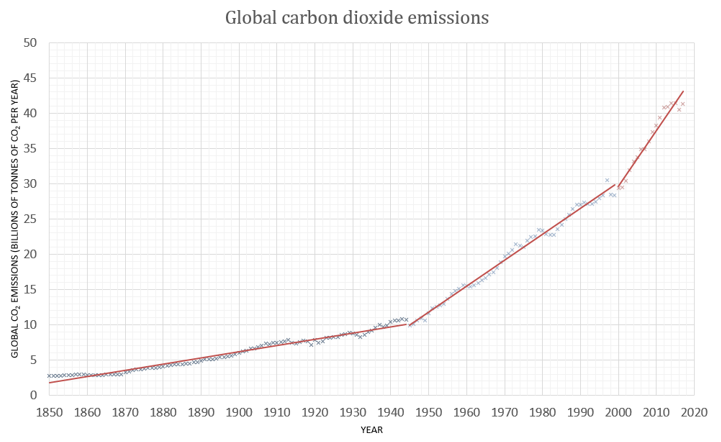 Global carbon dioxide emissions
GLOBAL CO₂ EMISSIONS (BILLIONS OF TONNES OF CO₂ PER YEAR)
50
45
40
35
30
25
20
15
10
5
0
1850 1860 1870 1880 1890 1900 1910 1920 1930 1940 1950 1960 1970 1980 1990 2000 2010 2020
YEAR